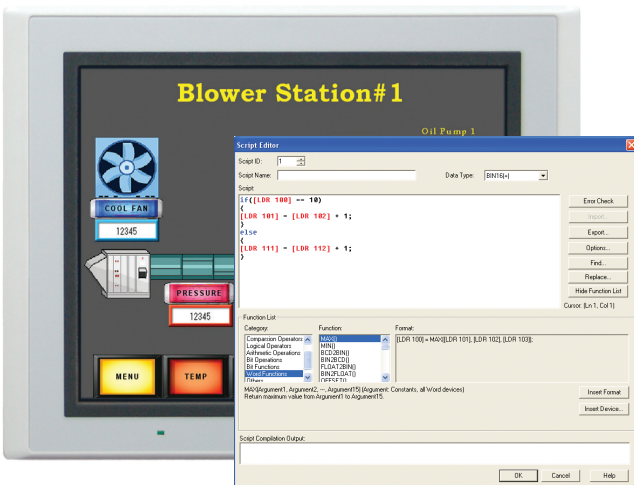 Blower Station#1
Oil Pump 1
COOL FAN
12345
PRESSURE
12345
MENU
TEMP
Script Editor
Script ID: 1
Script Name: Data Type: BIN16(+)
Script:
if([LDR 100] == 10)
{
[LDR 101] = [LDR 102] + 1;
}
else
{
[LDR 111] = [LDR 112] + 1;
}
Error Check
Import...
Export...
Options...
Find...
Replace...
Hide Function List
Cursor: (Ln 1, Col 1)
Function List
Category: Function: Format:
Comparsion Operators
Logical Operators
Arithmetic Operations
Bit Operations
Bit Functions
Word Functions
Others
MAX()
MIN()
BCD2BIN()
BIN2BCD()
FLOAT2BIN()
BIN2FLOAT()
OFFSET()
[LDR 100] = MAX([LDR 101], [LDR 102], [LDR 103]);
MAX(Argument1, Argument2, ---, Argument15) (Argument: Constants, all Word devices)
Return maximum value from Argument1 to Argument15.
Insert Format
Insert Device...
Script Compilation Output:
OK Cancel Help